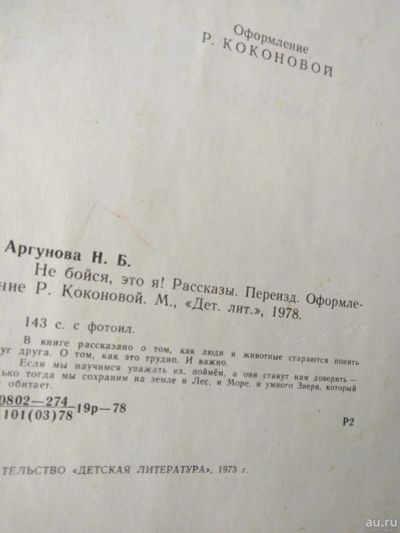 Оформление
Р. КОКОНОВОЙ
Аргунова Н. Б.
Не бойся, это я! Рассказы. Переизд. Оформле-
ние Р. Коконовой. М., «Дет. лит.», 1978.
143 с. с фотоил.
В книге рассказано о том, как люди и животные стараются понять
уг друга. О том, как это трудно. И важно.
Если мы научимся уважать их, поймём, а они станут нам доверять —
ько тогда мы сохраним на земле и Лес, и Море, и умного Зверя, который
обитает.
0802—274
101(03)78
19р—78
Р2
ТЕЛЬСТВО «ДЕТСКАЯ ЛИТЕРАТУРА», 1973 г.
au.ru